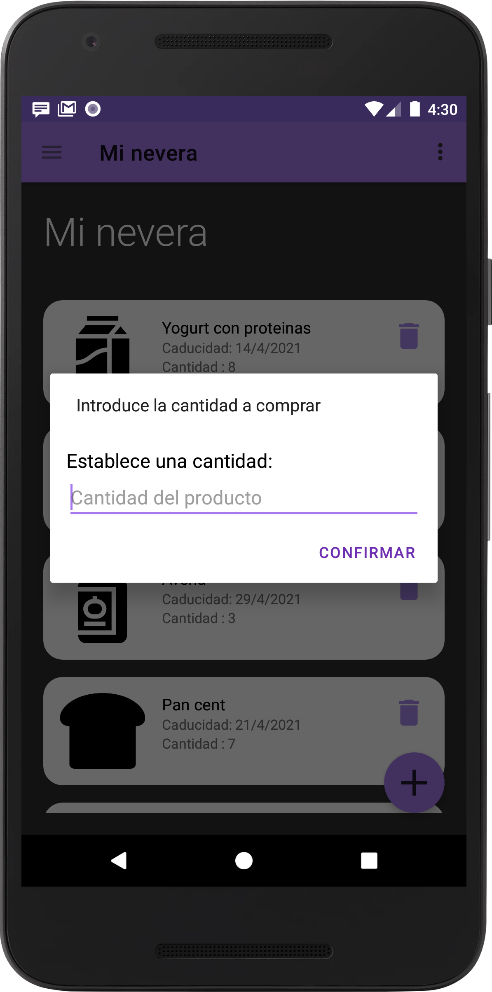 4:30
Mi nevera
Mi nevera
Yogurt con proteinas
Caducidad: 14/4/2021
Cantidad : 8
Introduce la cantidad a comprar
Establece una cantidad:
Cantidad del producto
CONFIRMAR
Caducidad: 29/4/2021
Cantidad : 3
Pan cent
Caducidad: 21/4/2021
Cantidad : 7